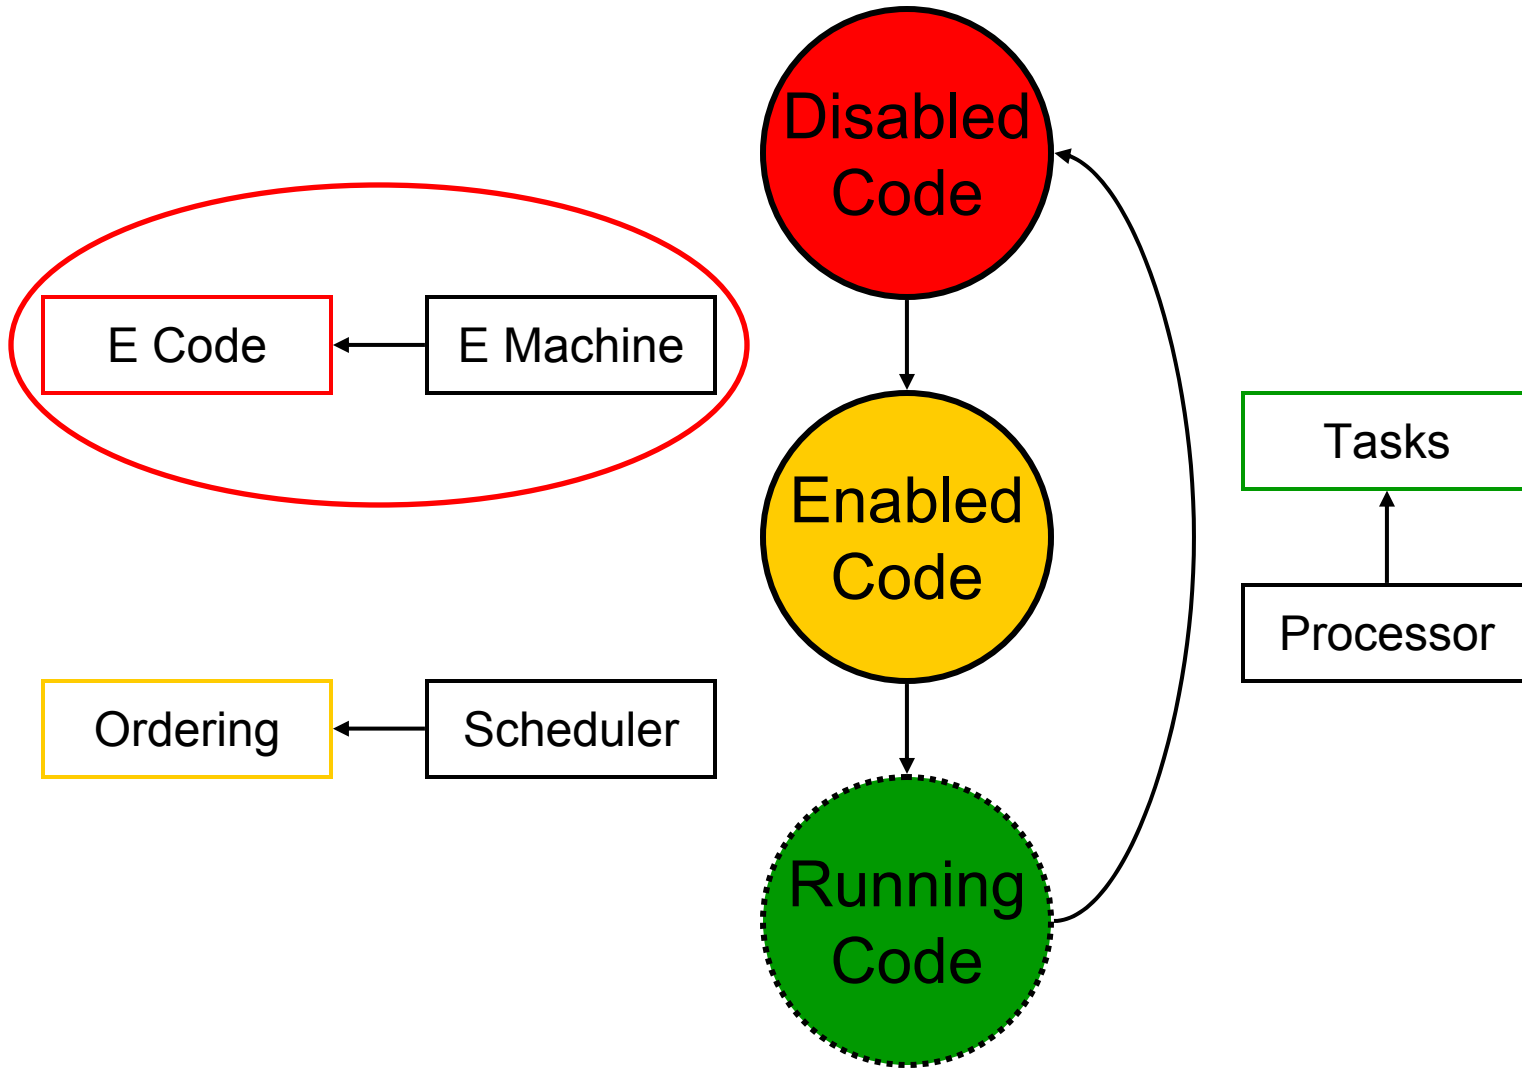 Disabled
Code
E Code
E Machine
Enabled
Code
Tasks
Processor
Ordering
Scheduler
Running
Code